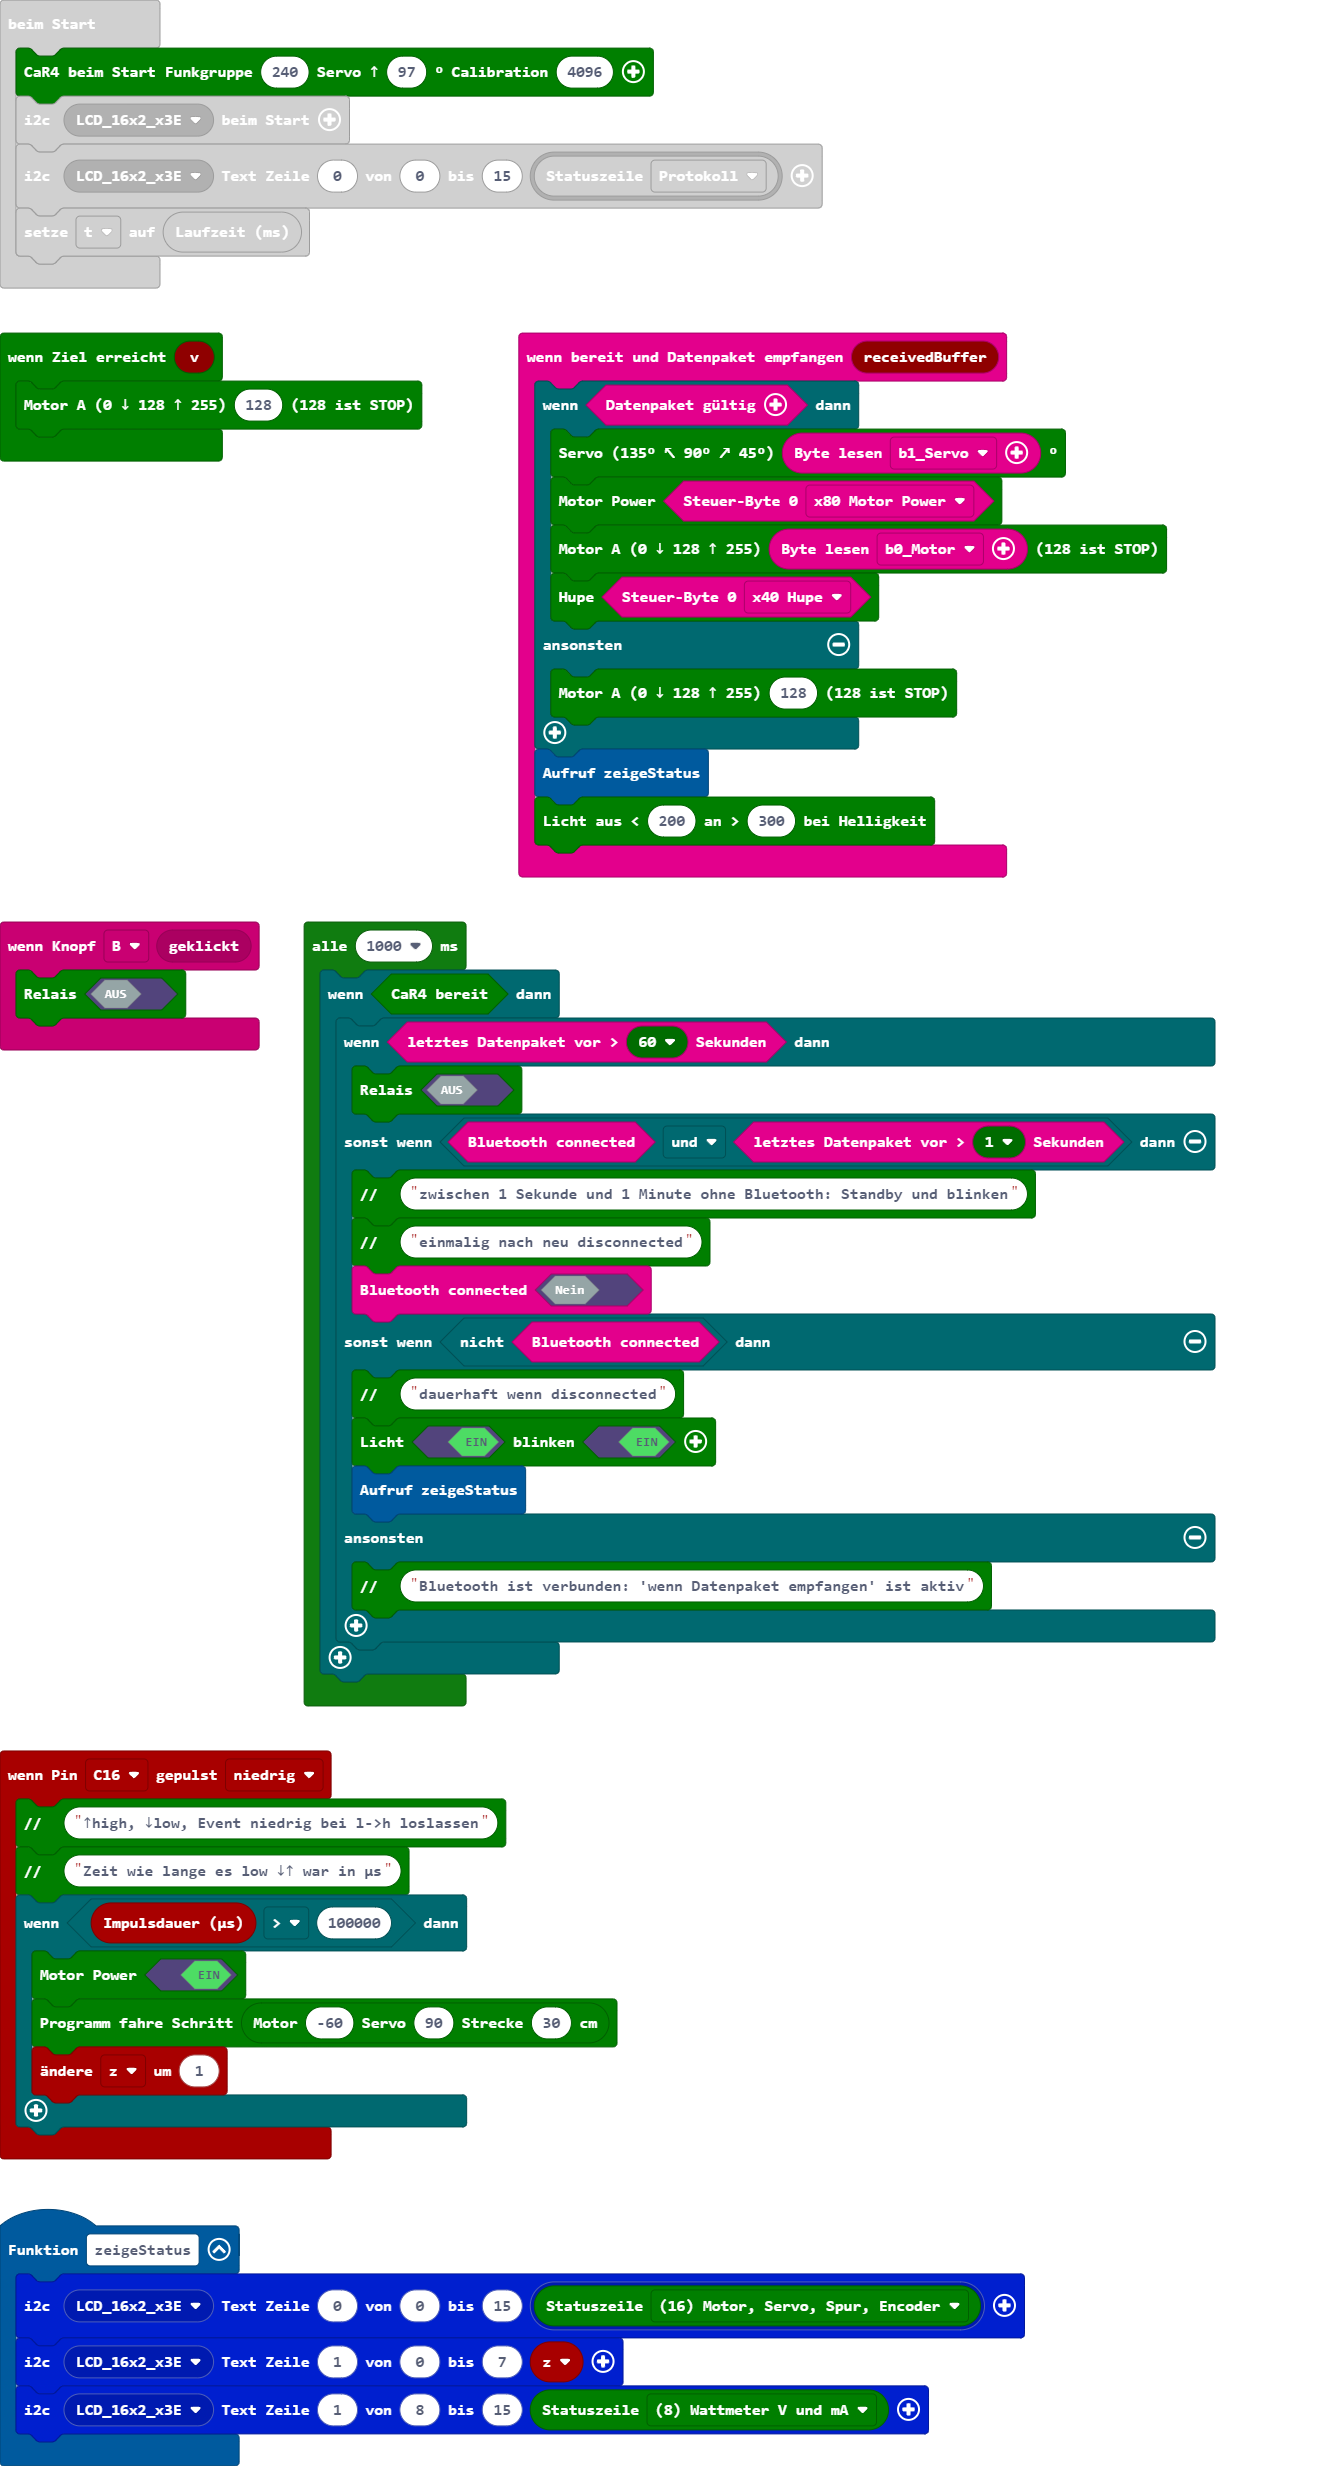 beim Start
CaR4 beim Start Funkgruppe 240 Servo ↑ 97 ° Calibration 4096
i2c LCD_16x2_x3E beim Start
i2c LCD_16x2_x3E Text Zeile 0 von 0 bis 15 Statuszeile Protokoll
setze t auf Laufzeit (ms)
wenn Ziel erreicht v
Motor A (0 ↓ 128 ↑ 255) 128 (128 ist STOP)
wenn bereit und Datenpaket empfangen receivedBuffer
wenn Datenpaket gültig dann
Servo (135° ↖ 90° ↗ 45°) Byte lesen b1_Servo °
Motor Power Steuer-Byte 0 x80 Motor Power
Motor A (0 ↓ 128 ↑ 255) Byte lesen b0_Motor (128 ist STOP)
Hupe Steuer-Byte 0 x40 Hupe
ansonsten
Motor A (0 ↓ 128 ↑ 255) 128 (128 ist STOP)
Aufruf zeigeStatus
Licht aus < 200 an > 300 bei Helligkeit
wenn Knopf B geklickt
Relais AUS
alle 1000 ms
wenn CaR4 bereit dann
wenn letztes Datenpaket vor > 60 Sekunden dann
Relais AUS
sonst wenn Bluetooth connected und letztes Datenpaket vor > 1 Sekunden dann
// "zwischen 1 Sekunde und 1 Minute ohne Bluetooth: Standby und blinken"
// "einmalig nach neu disconnected"
Bluetooth connected Nein
sonst wenn nicht Bluetooth connected dann
// "dauerhaft wenn disconnected"
Licht EIN blinken EIN
Aufruf zeigeStatus
ansonsten
// "Bluetooth ist verbunden: 'wenn Datenpaket empfangen' ist aktiv"
wenn Pin C16 gepulst niedrig
// "↑high, ↓low, Event niedrig bei l->h loslassen"
// "Zeit wie lange es low ↓↑ war in µs"
wenn Impulsdauer (µs) > 100000 dann
Motor Power EIN
Programm fahre Schritt Motor -60 Servo 90 Strecke 30 cm
ändere z um 1
Funktion zeigeStatus
i2c LCD_16x2_x3E Text Zeile 0 von 0 bis 15 Statuszeile (16) Motor, Servo, Spur, Encoder
i2c LCD_16x2_x3E Text Zeile 1 von 0 bis 7 z
i2c LCD_16x2_x3E Text Zeile 1 von 8 bis 15 Statuszeile (8) Wattmeter V und mA